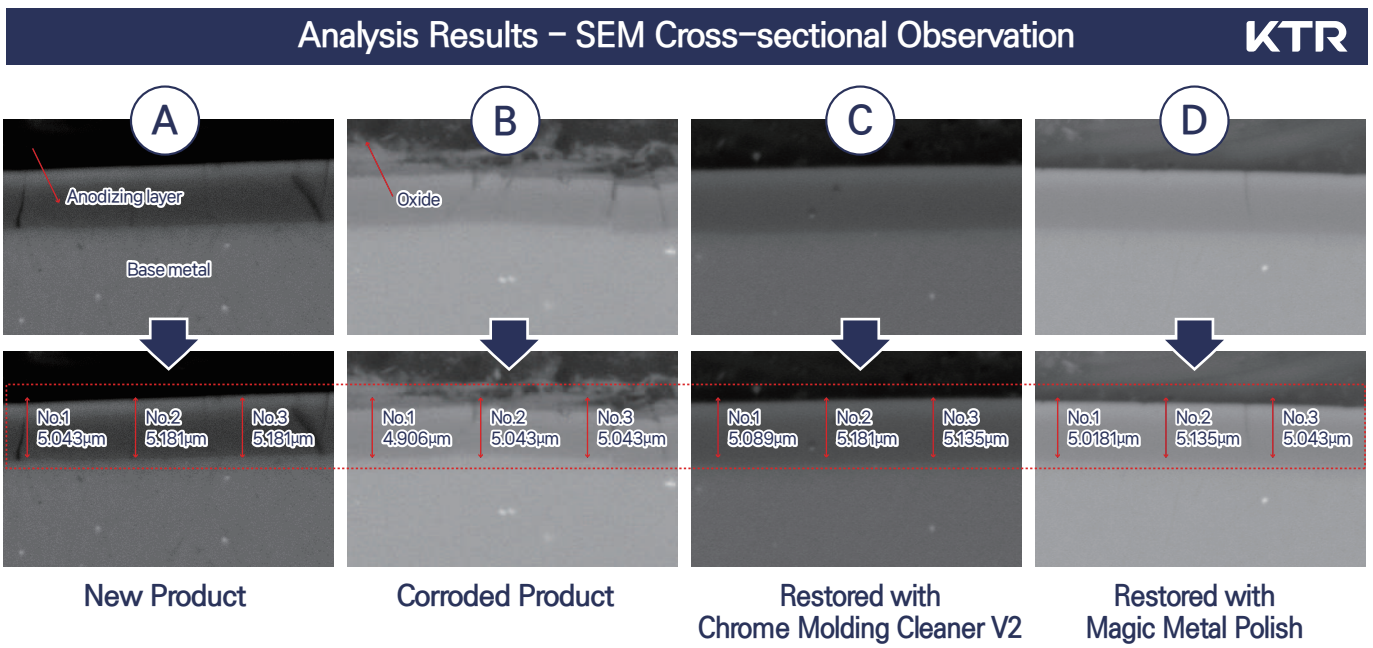 Analysis Results – SEM Cross-sectional Observation
KTR
A
B
C
D
Anodizing layer
Base metal
Oxide
No.1
5.043μm
No.2
5.181μm
No.3
5.181μm
No.1
4.906μm
No.2
5.043μm
No.3
5.043μm
No.1
5.089μm
No.2
5.181μm
No.3
5.135μm
No.1
5.0181μm
No.2
5.135μm
No.3
5.043μm
New Product
Corroded Product
Restored with
Chrome Molding Cleaner V2
Restored with
Magic Metal Polish